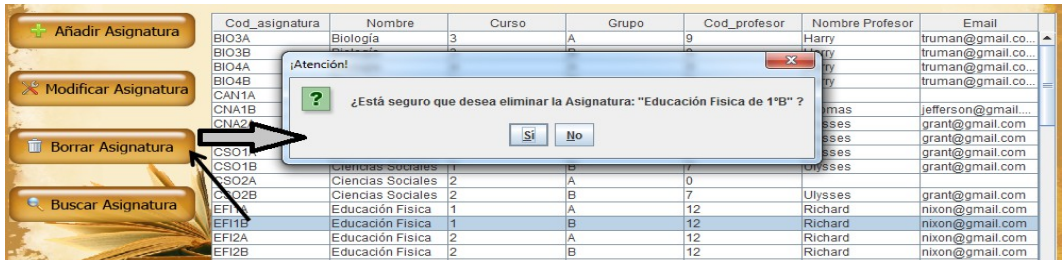 Añadir Asignatura
Modificar Asignatura
Borrar Asignatura
Buscar Asignatura
Cod_asignatura Nombre Curso Grupo Cod_profesor Nombre Profesor Email
BIO3A Biología 3 A 9 Harry truman@gmail.co...
BIO3B truman@gmail.co...
BIO4A truman@gmail.co...
BIO4B truman@gmail.co...
CAN1A
CNA1B jefferson@gmail....
grant@gmail.com
grant@gmail.com
grant@gmail.com
CSO1B Ciencias Sociales 1 B 7 Ulysses grant@gmail.com
CSO2A Ciencias Sociales 2 A 0
CSO2B Ciencias Sociales 2 B 7 Ulysses grant@gmail.com
EFI1A Educación Fisica 1 A 12 Richard nixon@gmail.com
EFI1B Educación Fisica 1 B 12 Richard nixon@gmail.com
EFI2A Educación Fisica 2 A 12 Richard nixon@gmail.com
EFI2B Educación Fisica 2 B 12 Richard nixon@gmail.com
¡Atención!
¿Está seguro que desea eliminar la Asignatura: "Educación Fisica de 1ºB" ?
Sí No